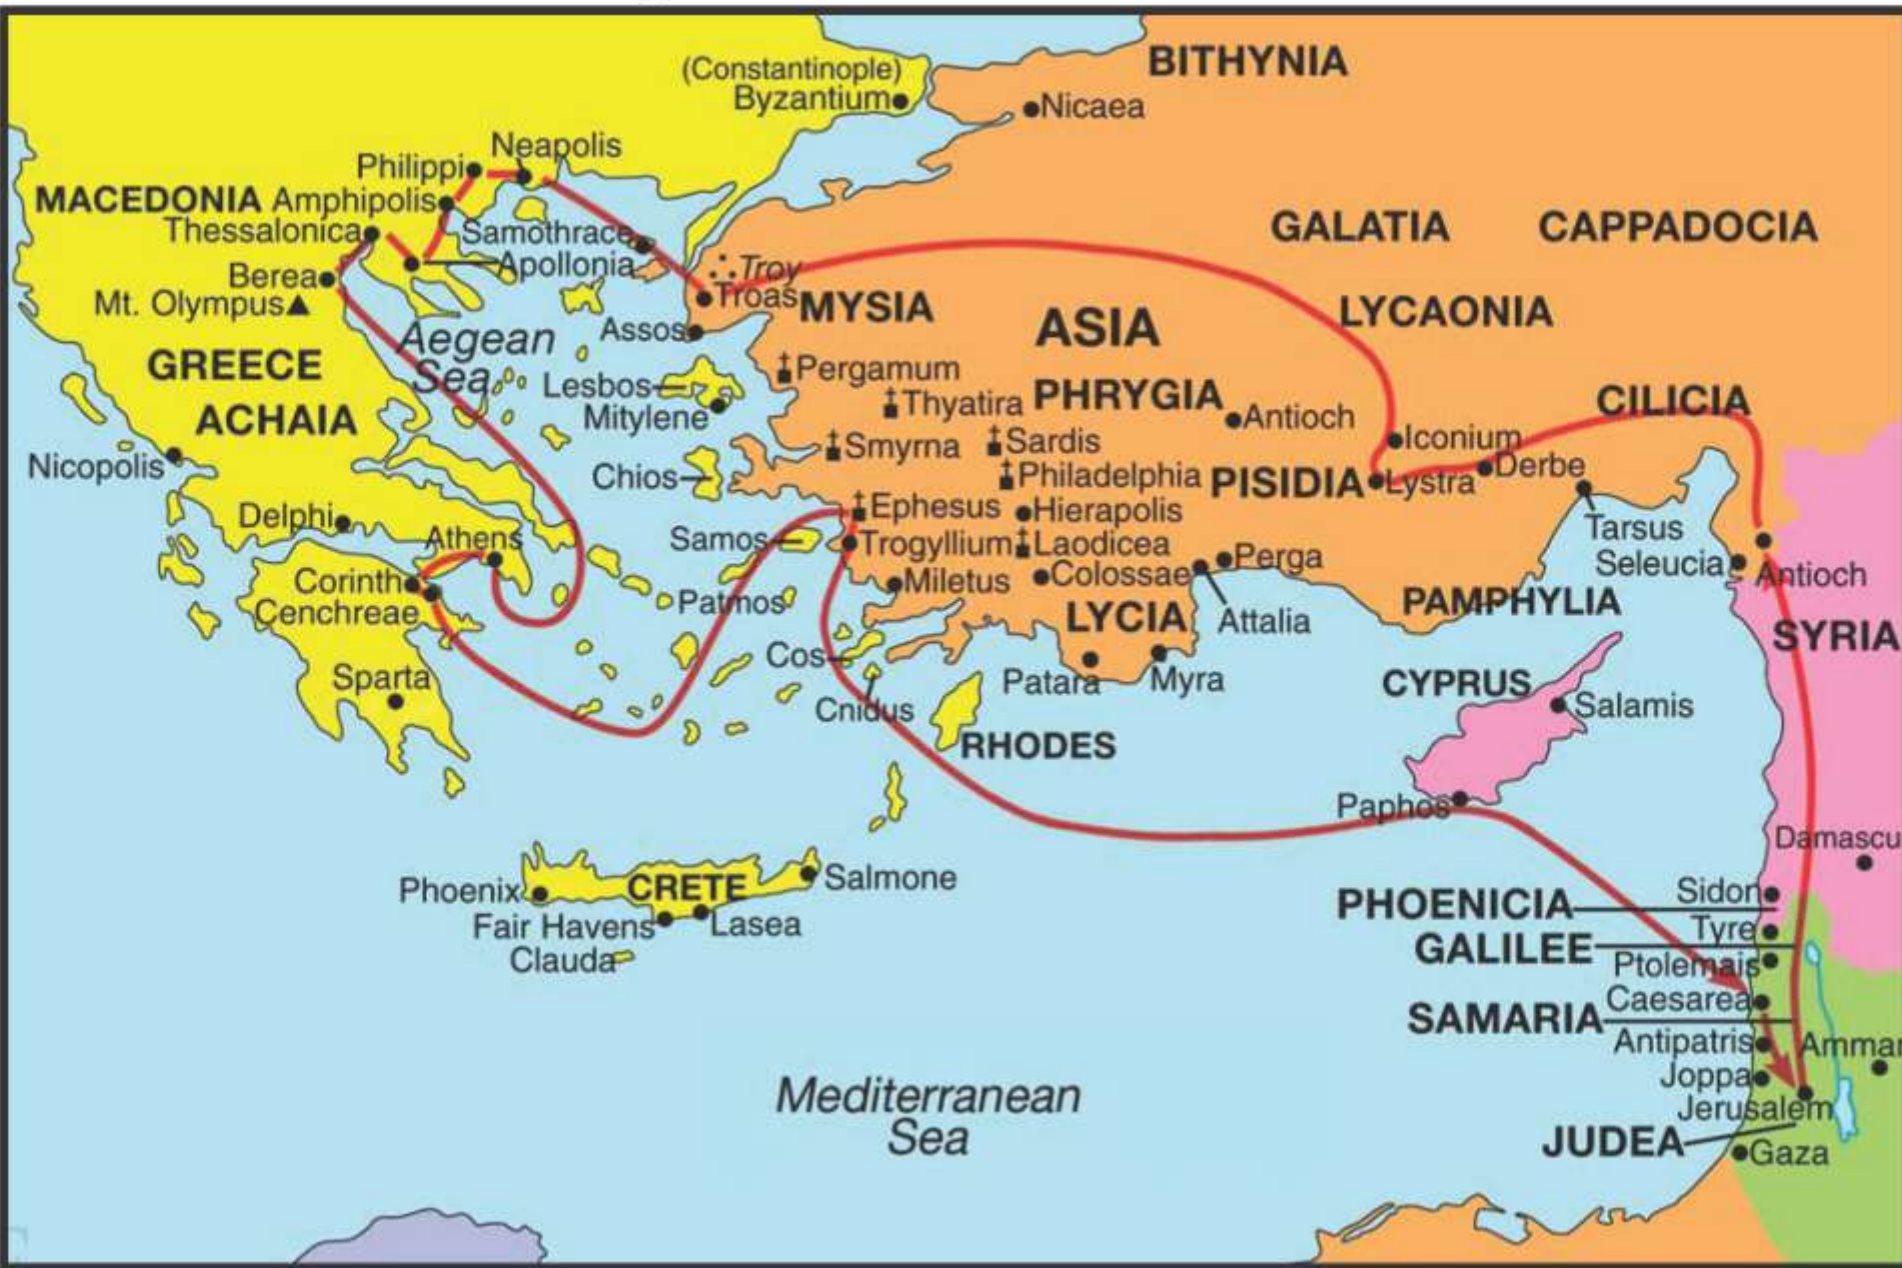 BITHYNIA
(Constantinople)
Byzantium
Nicaea
Neapolis
Philippi
MACEDONIA
Amphipolis
Thessalonica
Samothrace
Apollonia
GALATIA
CAPPADOCIA
Berea
Mt. Olympus
Troy
Troas
MYSIA
LYCAONIA
Aegean
Sea
Assos
ASIA
GREECE
Pergamum
Lesbos
Mitylene
Thyatira
PHRYGIA
Antioch
CILICIA
ACHAIA
Nicopolis
Smyrna
Sardis
Iconium
Chios
Philadelphia
PISIDIA
Lystra
Derbe
Delphi
Ephesus
Hierapolis
Tarsus
Athens
Samos
Trogyllium
Laodicea
Perga
Seleucia
Antioch
Corinth
Cenchreae
Miletus
Colossae
Patmos
LYCIA
Attalia
PAMPHYLIA
SYRIA
Cos
Sparta
Patara
Myra
CYPRUS
Salamis
Cnidus
RHODES
Paphos
Damascu
Phoenix
CRETE
Salmone
Sidon
PHOENICIA
Fair Havens
Lasea
Tyre
GALILEE
Clauda
Ptolemais
Caesarea
SAMARIA
Antipatris
Ammar
Joppa
Mediterranean
Sea
Jerusalem
JUDEA
Gaza